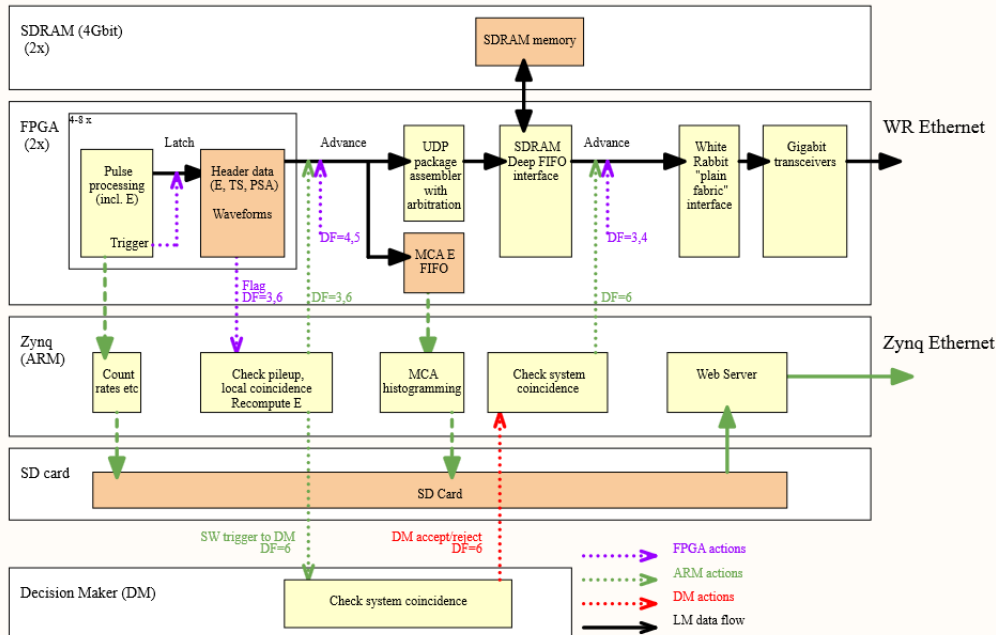 SDRAM (4Gbit)
(2x)
SDRAM memory
4-8 x
FPGA
(2x)
Latch
Advance
Advance
WR Ethernet
Pulse
processing
(incl. E)
Trigger
Header data
(E, TS, PSA)
Waveforms
UDP
package
assembler
with
arbitration
SDRAM
Deep FIFO
interface
White
Rabbit
"plain
fabric"
interface
Gigabit
transceivers
DF=4,5
DF=3,4
MCA E
FIFO
Flag
DF=3,6
DF=3,6
DF=6
Zynq
(ARM)
Zynq Ethernet
Count
rates etc
Check pileup,
local coincidence
Recompute E
MCA
histogramming
Check system
coincidence
Web Server
SD card
SD Card
SW trigger to DM
DF=6
DM accept/reject
DF=6
FPGA actions
ARM actions
DM actions
LM data flow
Decision Maker (DM)
Check system coincidence